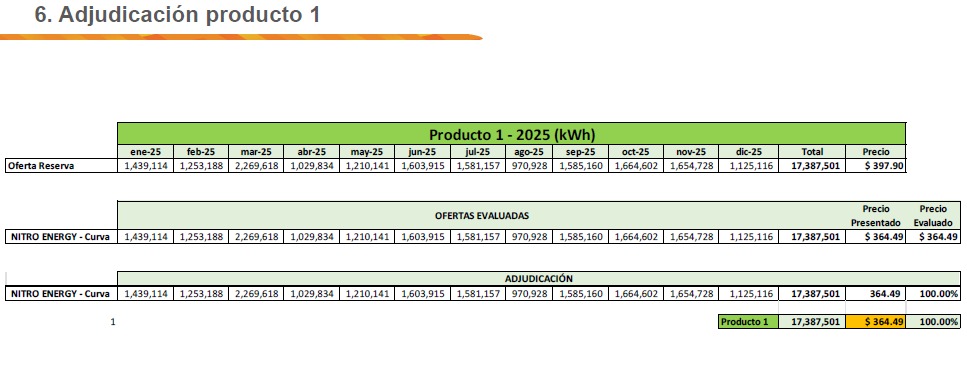 6. Adjudicación producto 1
Producto 1 - 2025 (kWh)
ene-25 feb-25 mar-25 abr-25 may-25 jun-25 jul-25 ago-25 sep-25 oct-25 nov-25 dic-25 Total Precio
Oferta Reserva 1,439,114 1,253,188 2,269,618 1,029,834 1,210,141 1,603,915 1,581,157 970,928 1,585,160 1,664,602 1,654,728 1,125,116 17,387,501 $ 397.90
OFERTAS EVALUADAS Precio Presentado Precio Evaluado
NITRO ENERGY - Curva 1,439,114 1,253,188 2,269,618 1,029,834 1,210,141 1,603,915 1,581,157 970,928 1,585,160 1,664,602 1,654,728 1,125,116 17,387,501 $ 364.49 $ 364.49
ADJUDICACIÓN
NITRO ENERGY - Curva 1,439,114 1,253,188 2,269,618 1,029,834 1,210,141 1,603,915 1,581,157 970,928 1,585,160 1,664,602 1,654,728 1,125,116 17,387,501 364.49 100.00%
1 Producto 1 17,387,501 $ 364.49 100.00%